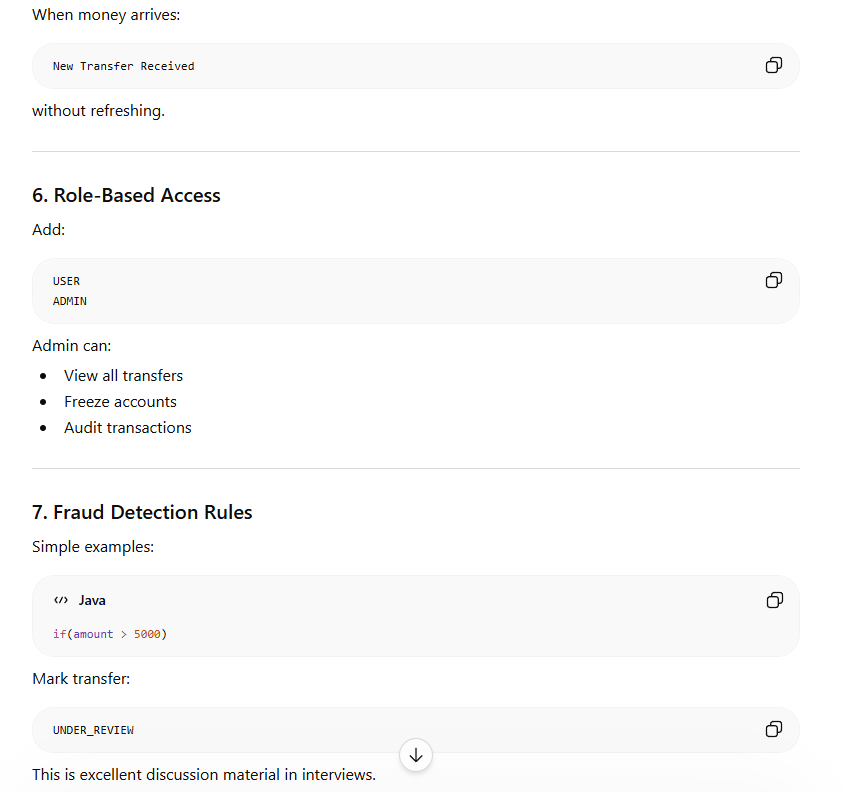 When money arrives:
New Transfer Received
without refreshing.
6. Role-Based Access
Add:
USER
ADMIN
Admin can:
• View all transfers
• Freeze accounts
• Audit transactions
7. Fraud Detection Rules
Simple examples:
</> Java
if(amount > 5000)
Mark transfer:
UNDER_REVIEW
This is excellent discussion material in interviews.